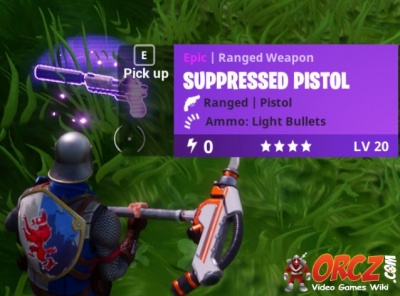 E
Pick up
Epic | Ranged Weapon
SUPPRESSED PISTOL
Ranged | Pistol
Ammo: Light Bullets
0
LV 20
ORCZ.com
Video Games Wiki